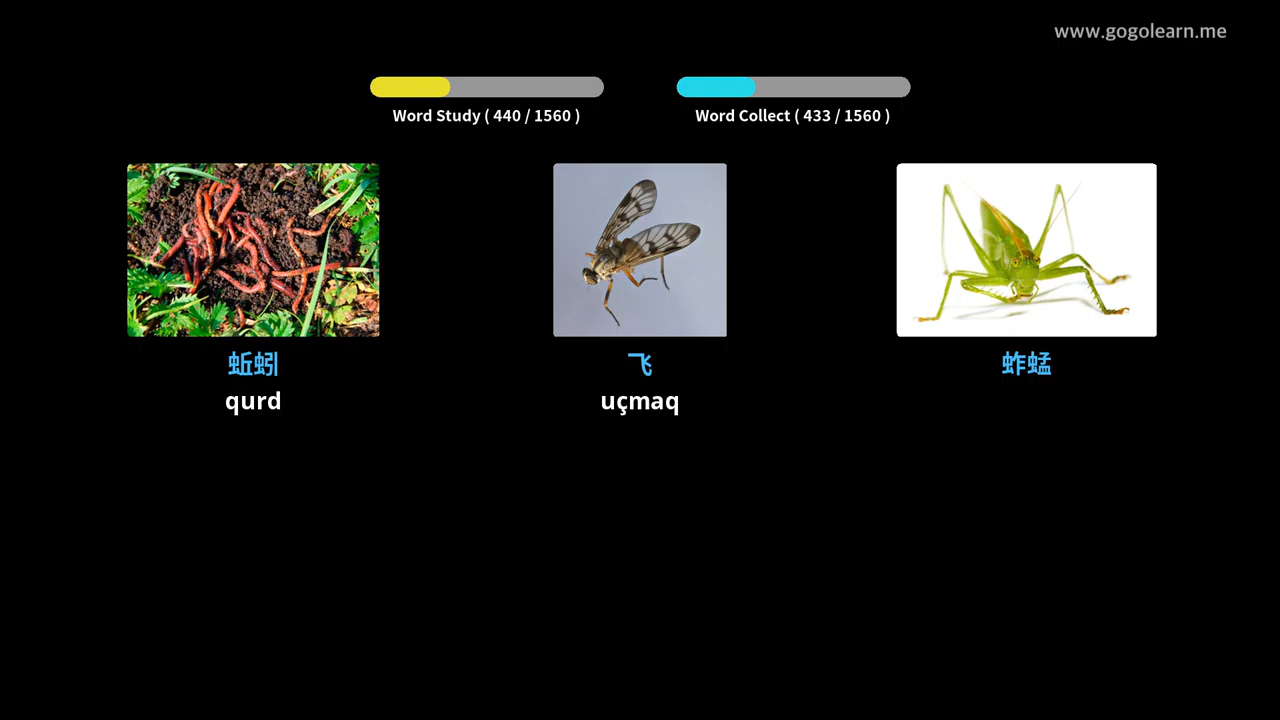 www.gogolearn.me
Word Study ( 440 / 1560 )
Word Collect ( 433 / 1560 )
蚯蚓
飞
蚱蜢
qurd
uçmaq